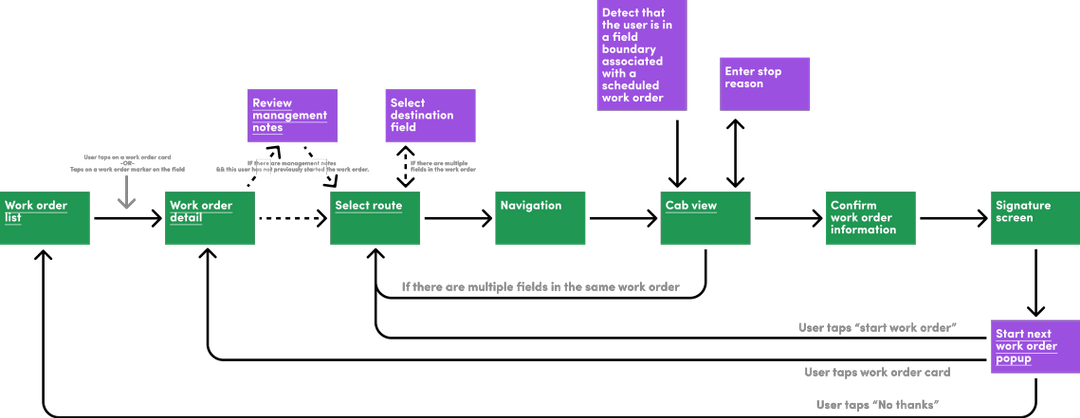 Detect that
the user is in
a field
boundary
associated
with a
scheduled
work order
Enter stop
reason
Review
management
notes
Select
destination
field
User taps on a work order card
-OR-
Taps on a work order marker on the field
IF there are management notes
&& this user has not previously started the work order.
IF there are multiple
fields in the work order
Work order
list
Work order
detail
Select route
Navigation
Cab view
Confirm
work order
information
Signature
screen
If there are multiple fields in the same work order
User taps “start work order”
Start next
work order
popup
User taps work order card
User taps “No thanks”